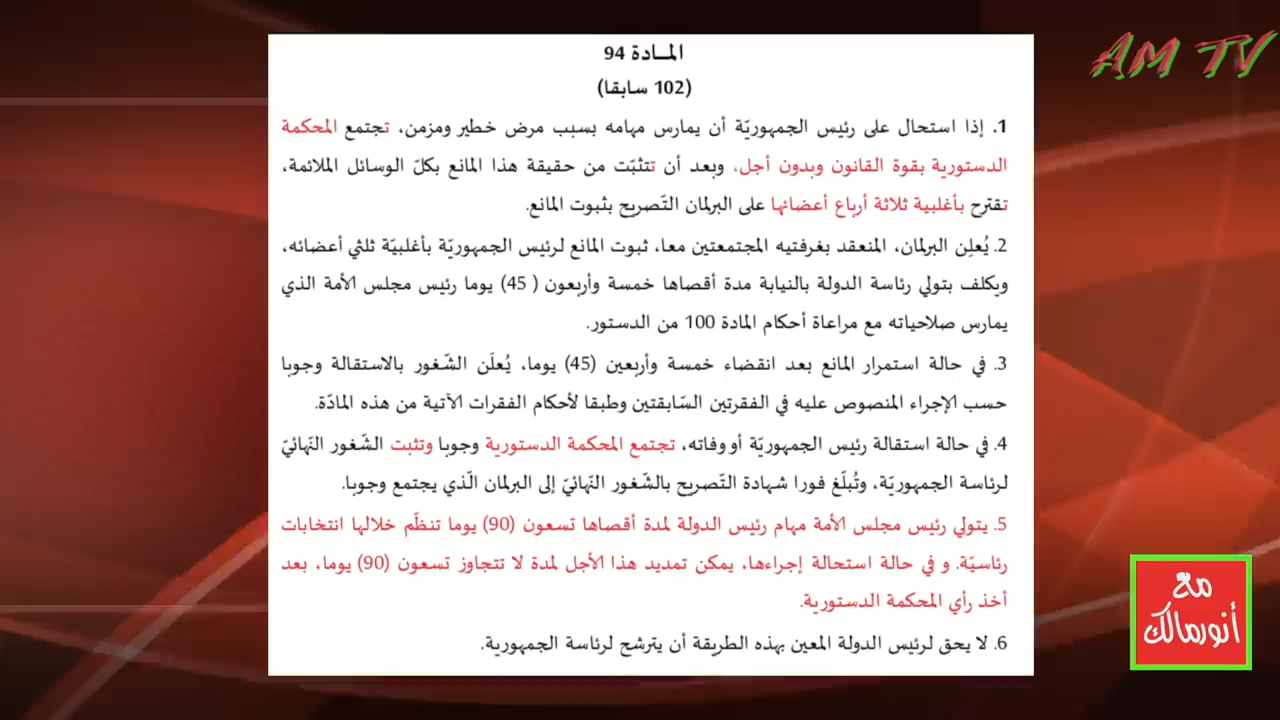 AM TV
المادة 94
(102 سابقا)
1. إذا استحال على رئيس الجمهوريّة أن يمارس مهامه بسبب مرض خطير ومزمن، تجتمع المحكمة
الدستورية بقوة القانون وبدون أجل، وبعد أن تتثبّت من حقيقة هذا المانع بكلّ الوسائل الملائمة،
تقترح بأغلبية ثلاثة أرباع أعضائها على البرلمان التّصريح بثبوت المانع.
2. يُعلِن البرلمان، المنعقد بغرفتيه المجتمعتين معا، ثبوت المانع لرئيس الجمهوريّة بأغلبيّة ثلثي أعضائه،
ويكلف بتولي رئاسة الدولة بالنيابة مدة أقصاها خمسة وأربعون ( 45) يوما رئيس مجلس الأمة الذي
يمارس صلاحياته مع مراعاة أحكام المادة 100 من الدستور.
3. في حالة استمرار المانع بعد انقضاء خمسة وأربعين (45) يوما، يُعلَن الشّغور بالاستقالة وجوبا
حسب الإجراء المنصوص عليه في الفقرتين السّابقتين وطبقا لأحكام الفقرات الآتية من هذه المادّة.
4. في حالة استقالة رئيس الجمهوريّة أو وفاته، تجتمع المحكمة الدستورية وجوبا وتثبت الشّغور النّهائيّ
لرئاسة الجمهوريّة، وتُبلّغ فورا شهادة التّصريح بالشّغور النّهائيّ إلى البرلمان الّذي يجتمع وجوبا.
5. يتولي رئيس مجلس الأمة مهام رئيس الدولة لمدة أقصاها تسعون (90) يوما تنظّم خلالها انتخابات
رئاسيّة. و في حالة استحالة إجراءها، يمكن تمديد هذا الأجل لمدة لا تتجاوز تسعون (90) يوما، بعد
أخذ رأي المحكمة الدستورية.
6. لا يحق لرئيس الدولة المعين بهذه الطريقة أن يترشح لرئاسة الجمهورية.
مع
أنورمالك